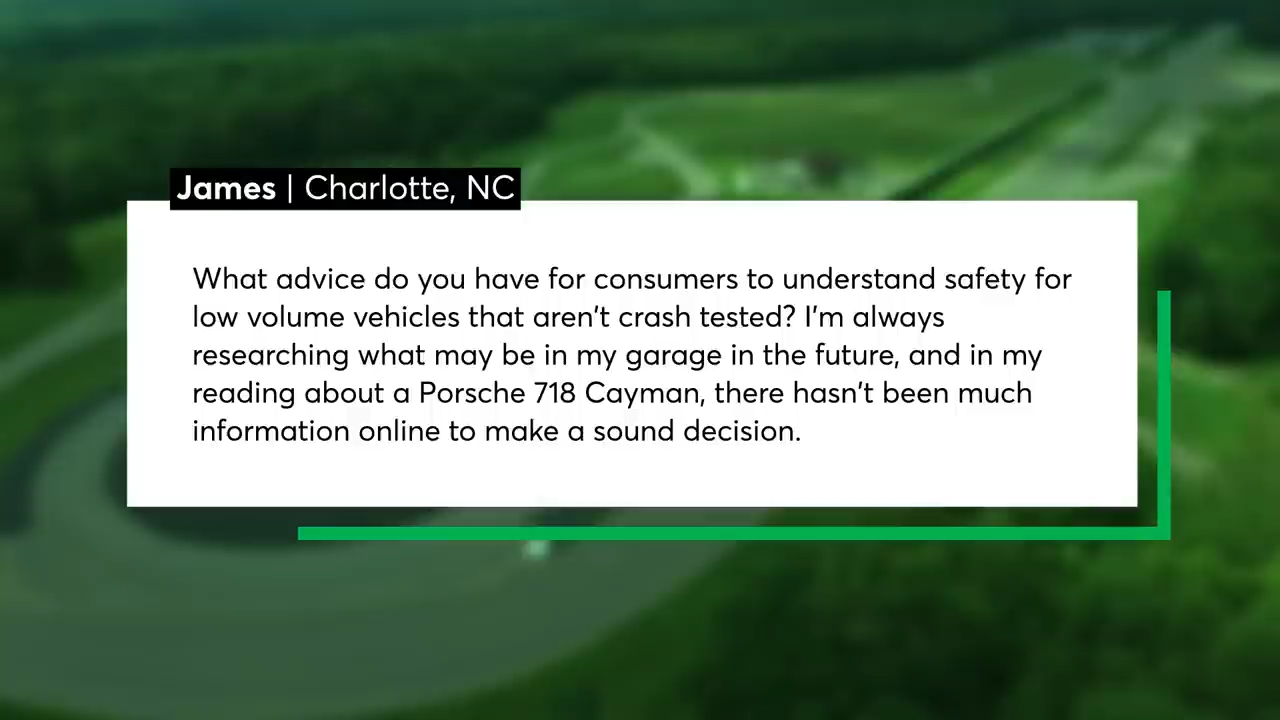 James | Charlotte, NC
What advice do you have for consumers to understand safety for
low volume vehicles that aren't crash tested? I'm always
researching what may be in my garage in the future, and in my
reading about a Porsche 718 Cayman, there hasn't been much
information online to make a sound decision.